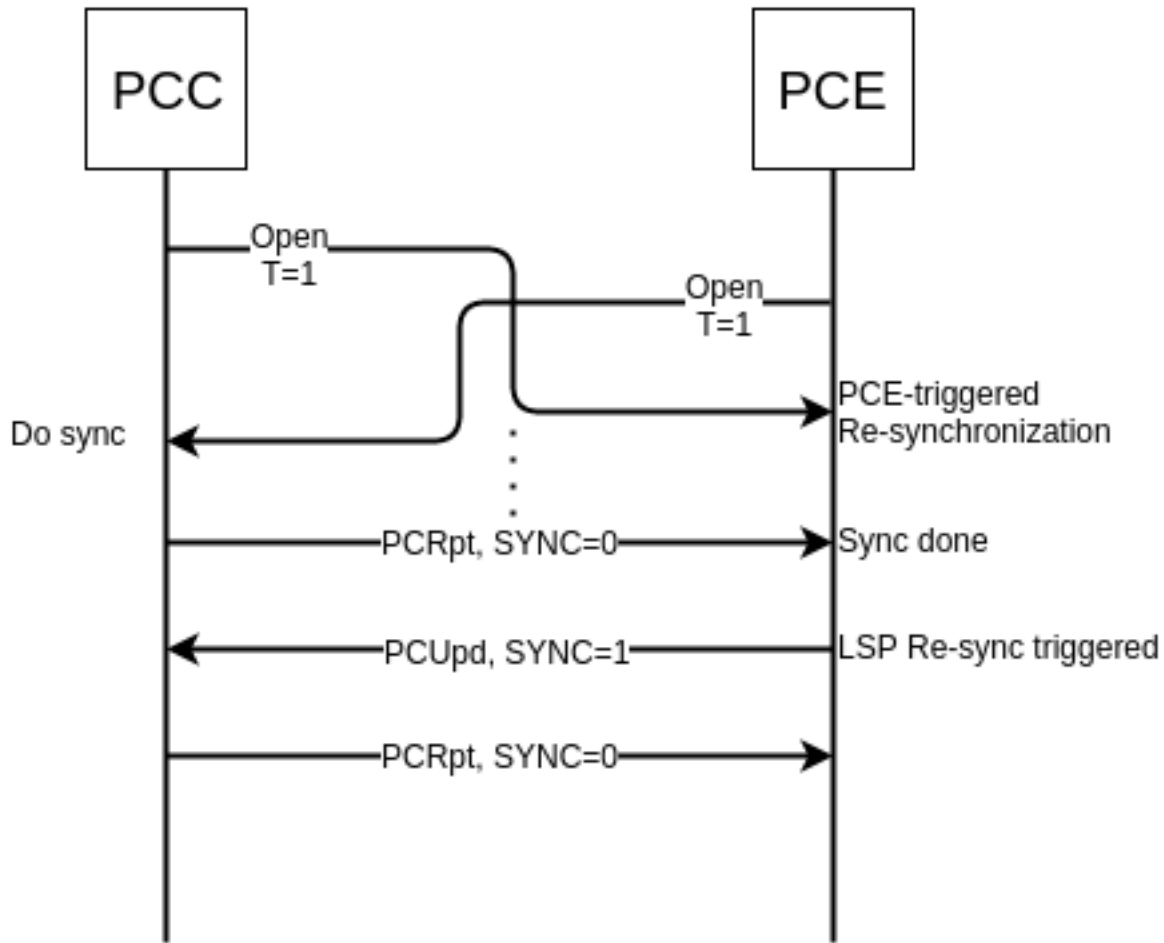 PCC
PCE
Open
T=1
Open
T=1
PCE-triggered
Re-synchronization
Do sync
PCRpt, SYNC=0
Sync done
PCUpd, SYNC=1
LSP Re-sync triggered
PCRpt, SYNC=0